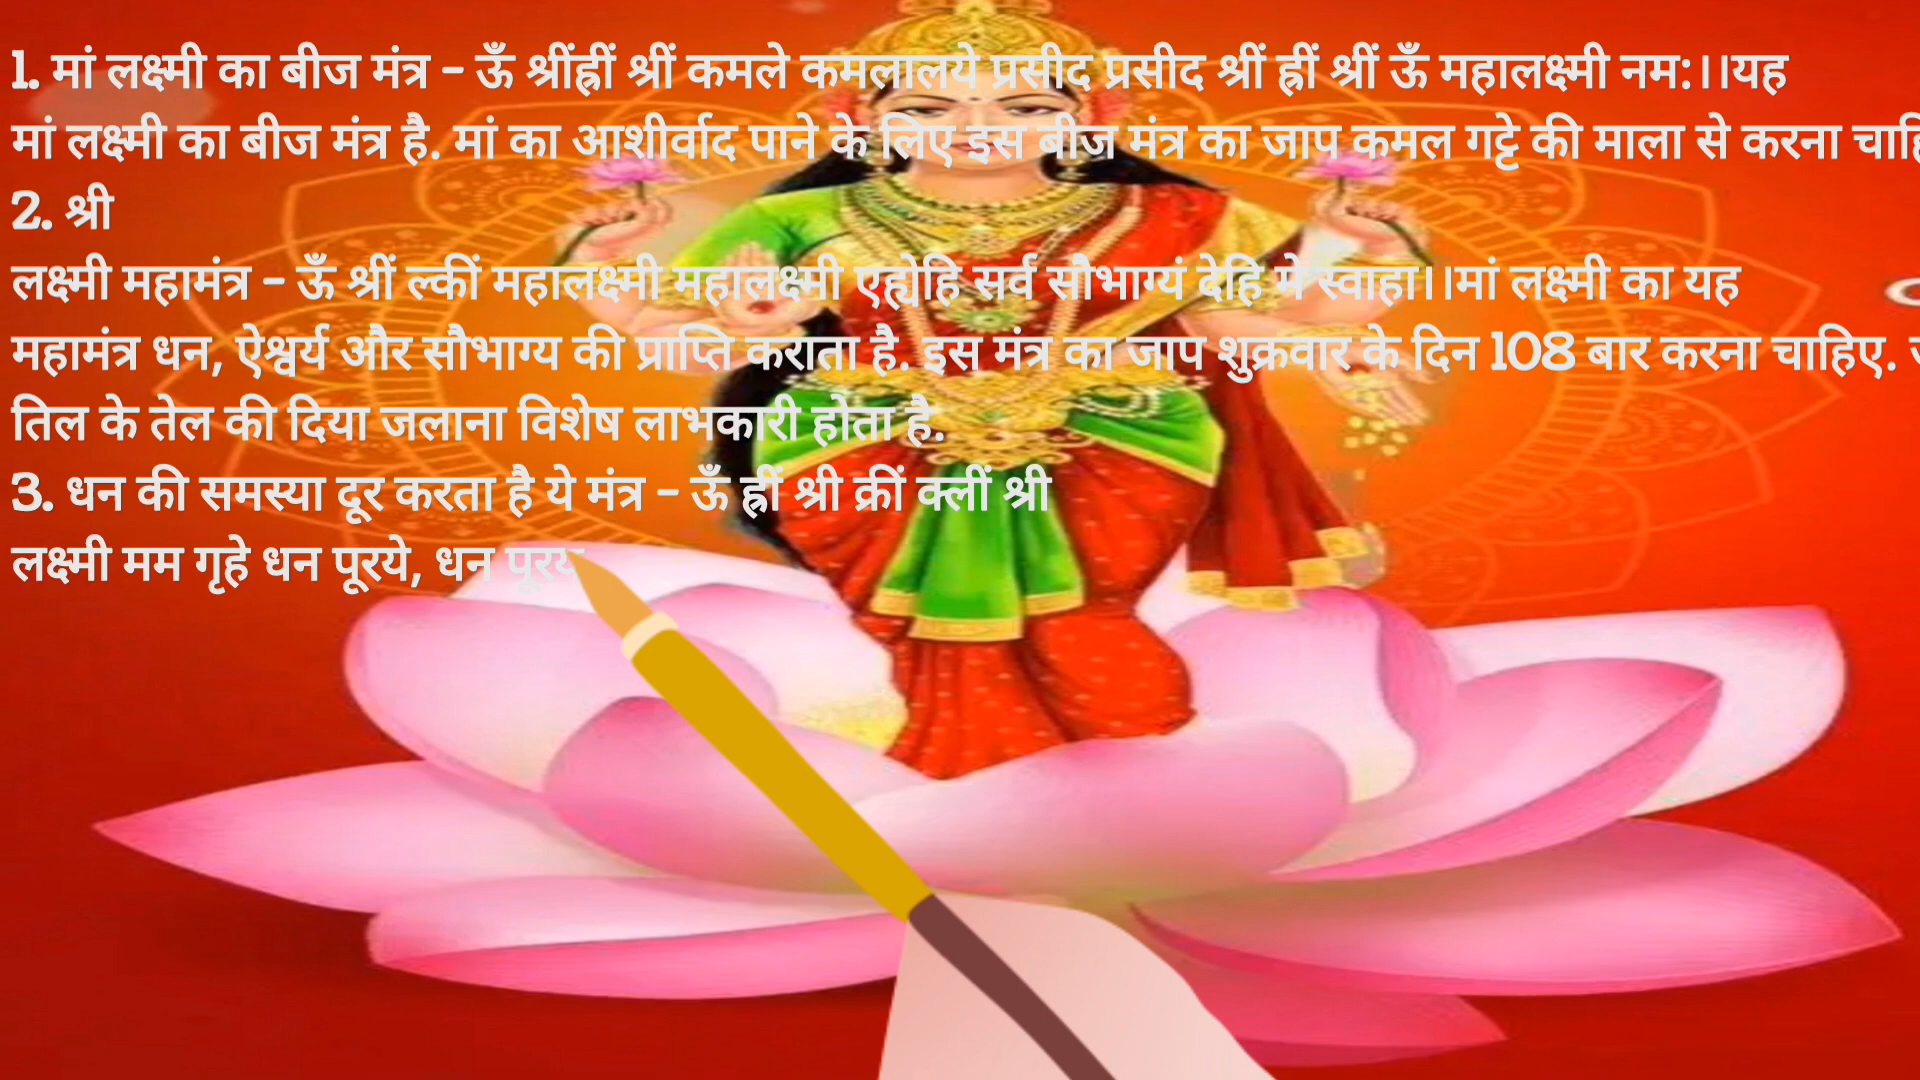 1. मां लक्ष्मी का बीज मंत्र - ऊँ श्रींह्रीं श्रीं कमले कमलालये प्रसीद प्रसीद श्रीं ह्रीं श्रीं ऊँ महालक्ष्मी नम:।।यह
मां लक्ष्मी का बीज मंत्र है. मां का आशीर्वाद पाने के लिए इस बीज मंत्र का जाप कमल गट्टे की माला से करना
2. श्री
लक्ष्मी महामंत्र - ऊँ श्रीं ल्कीं महालक्ष्मी महालक्ष्मी एह्येहि सर्व सौभाग्यं देहि मे स्वाहा।।मां लक्ष्मी का यह
महामंत्र धन, ऐश्वर्य और सौभाग्य की प्राप्ति कराता है. इस मंत्र का जाप शुक्रवार के दिन 108 बार करना चाहिए.
तिल के तेल की दिया जलाना विशेष लाभकारी होता है.
3. धन की समस्या दूर करता है ये मंत्र - ऊँ ह्रीं श्री क्रीं क्लीं श्री
लक्ष्मी मम गृहे धन पूरये, धन